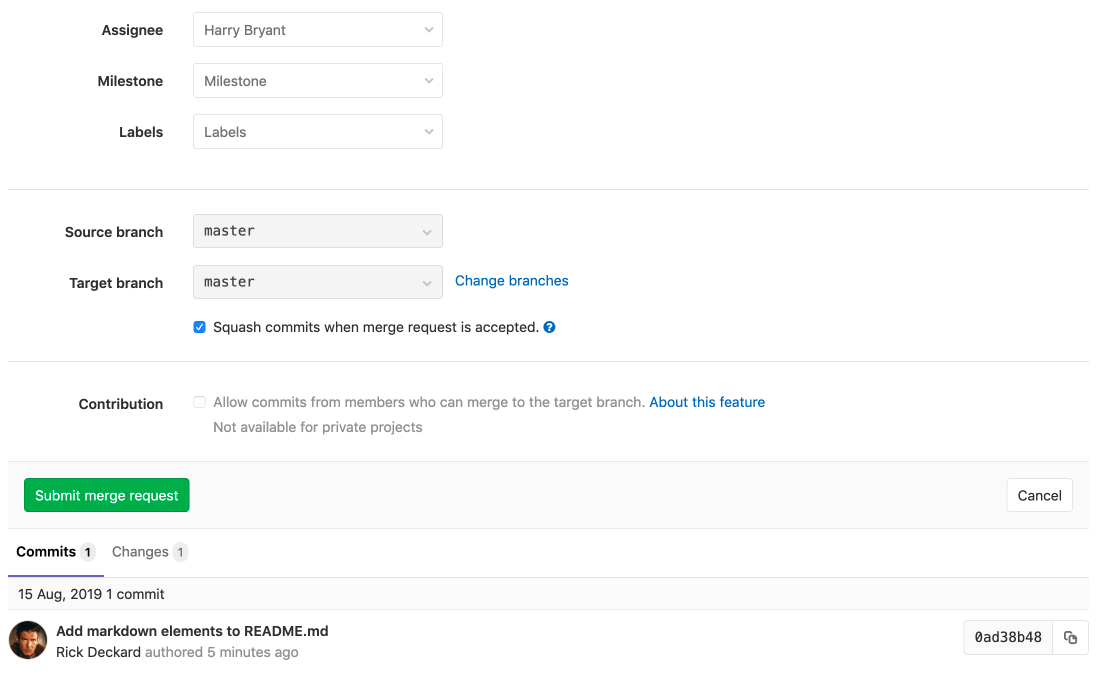 Assignee Harry Bryant
Milestone Milestone
Labels Labels
Source branch master
Target branch master Change branches
Squash commits when merge request is accepted. ?
Contribution Allow commits from members who can merge to the target branch. About this feature
Not available for private projects
Submit merge request Cancel
Commits 1 Changes 1
15 Aug, 2019 1 commit
Add markdown elements to README.md
0ad38b48
Rick Deckard authored 5 minutes ago